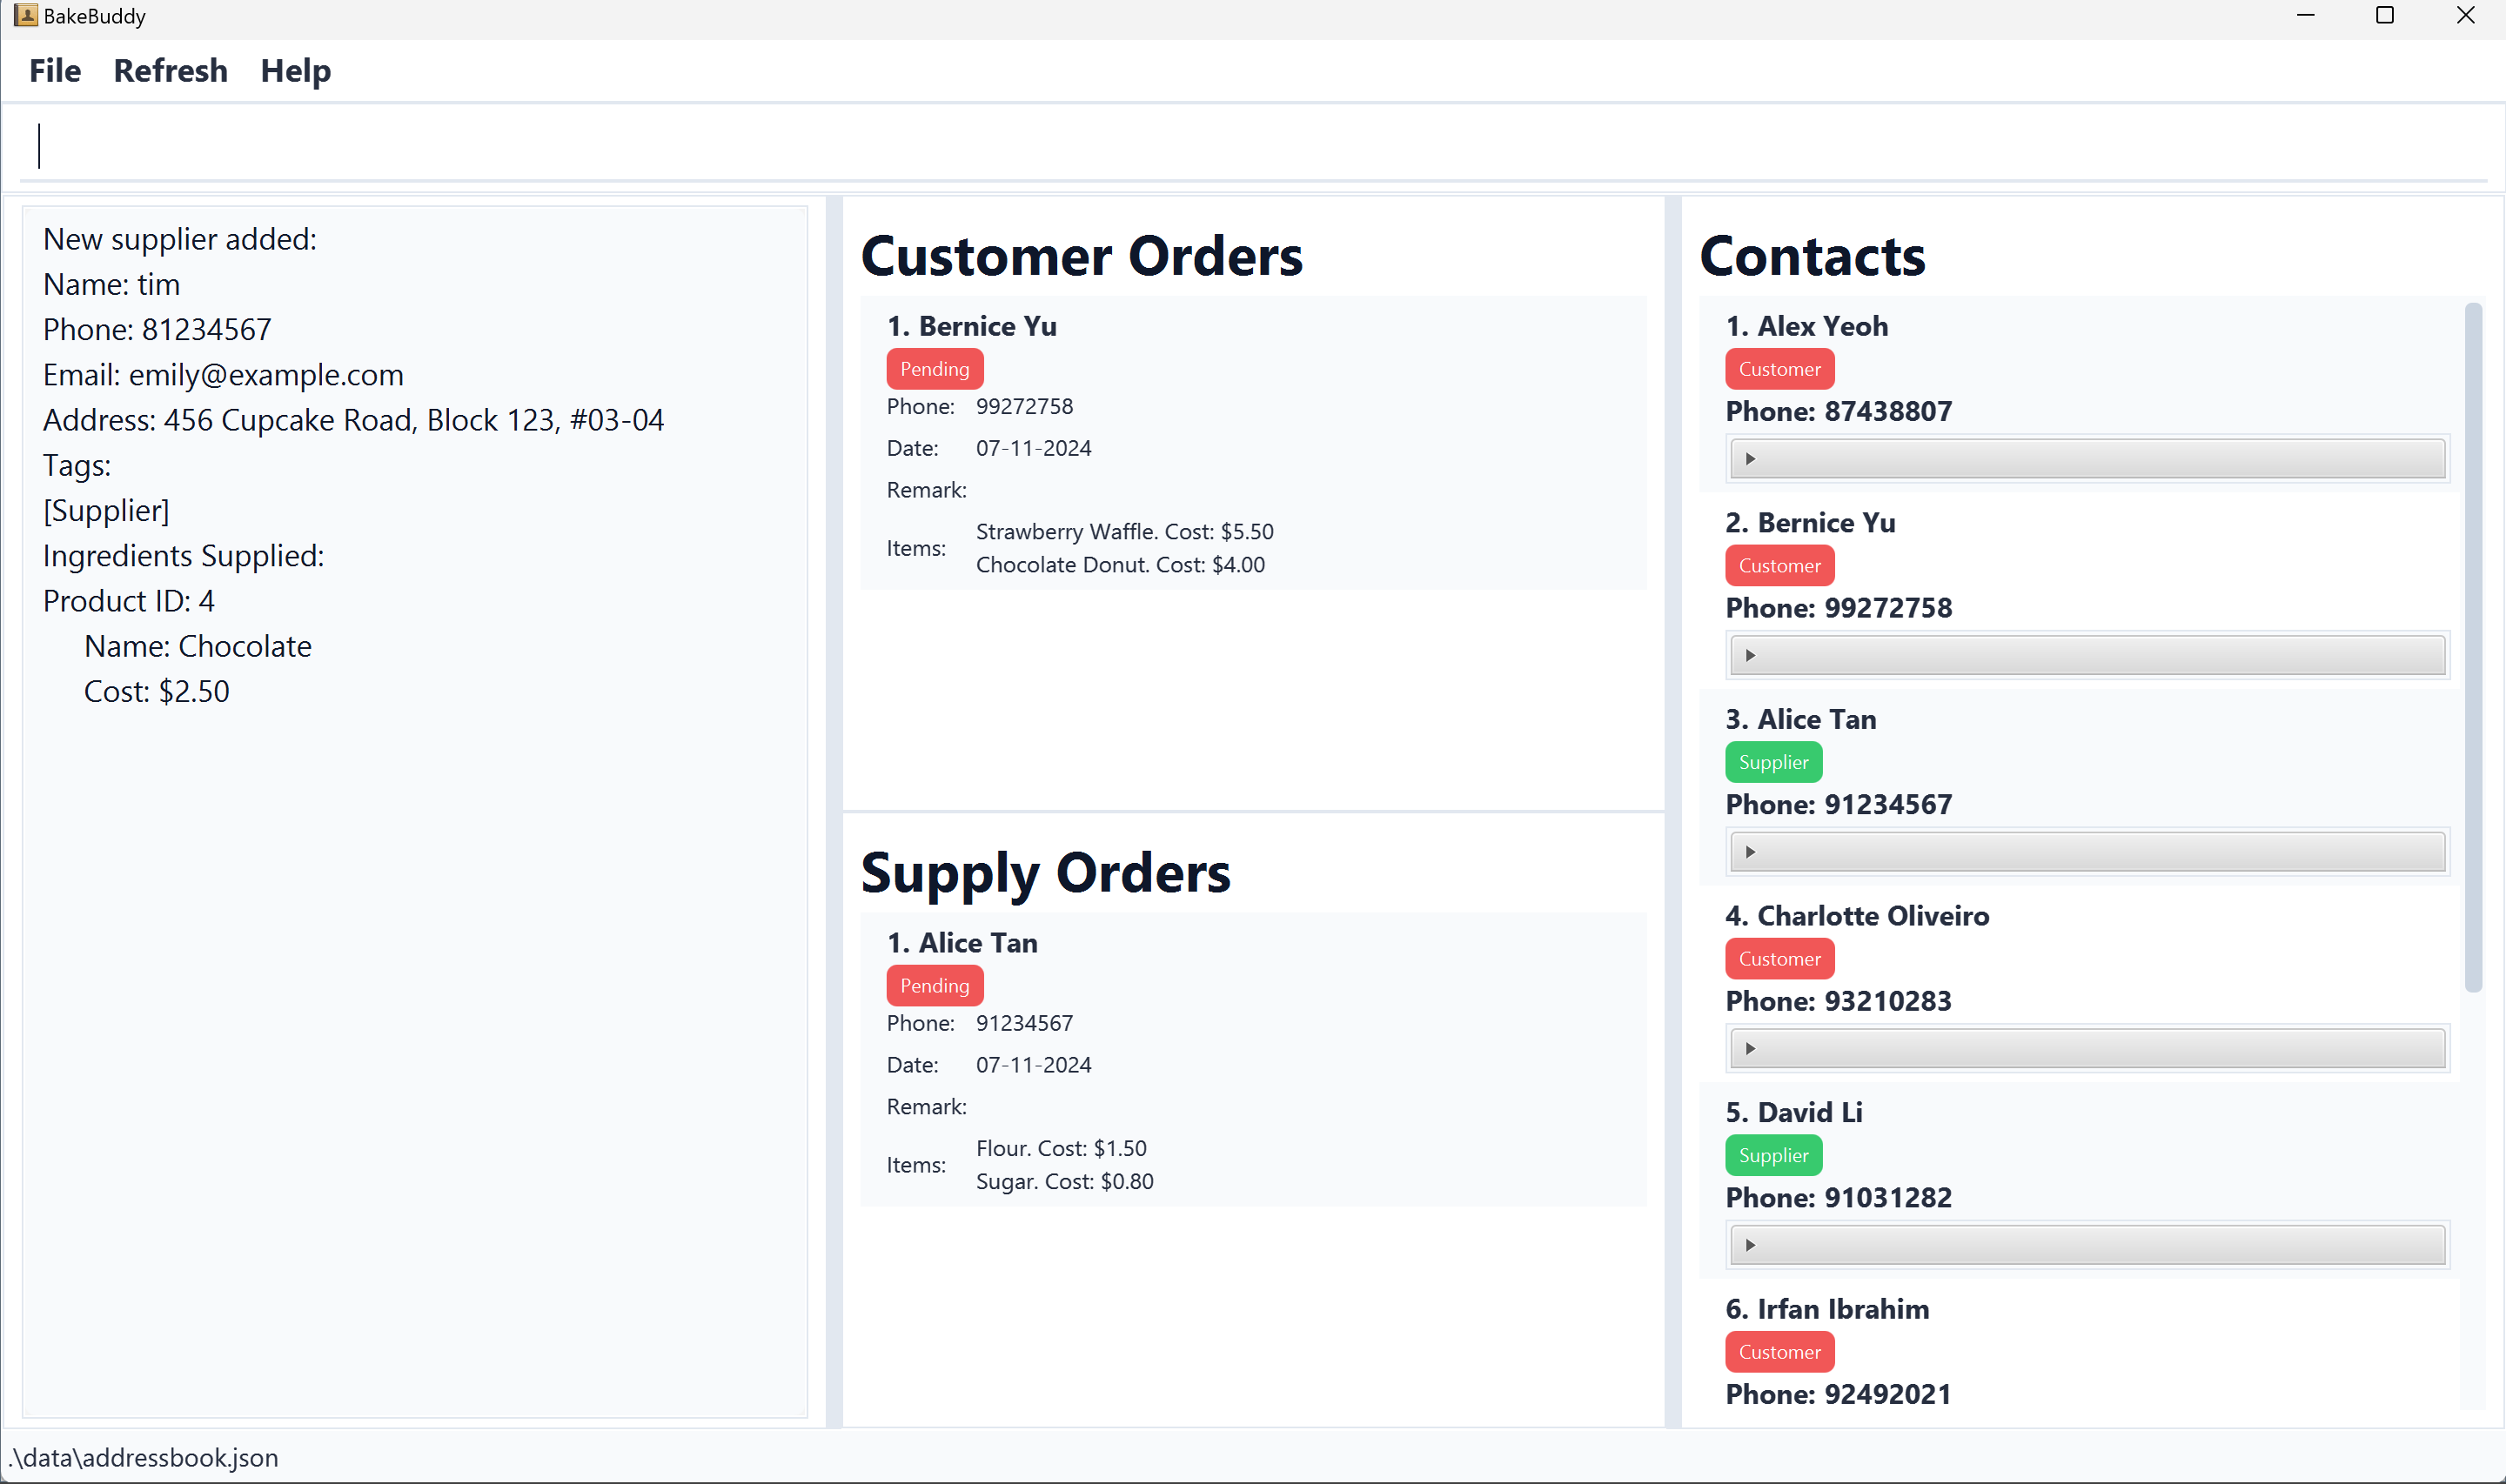 BakeBuddy
File Refresh Help
New supplier added:
Name: tim
Phone: 81234567
Email: emily@example.com
Address: 456 Cupcake Road, Block 123, #03-04
Tags:
[Supplier]
Ingredients Supplied:
Product ID: 4
Name: Chocolate
Cost: $2.50
Customer Orders
1. Bernice Yu
Pending
Phone: 99272758
Date: 07-11-2024
Remark:
Items:
Strawberry Waffle. Cost: $5.50
Chocolate Donut. Cost: $4.00
Supply Orders
1. Alice Tan
Pending
Phone: 91234567
Date: 07-11-2024
Remark:
Items:
Flour. Cost: $1.50
Sugar. Cost: $0.80
Contacts
1. Alex Yeoh
Customer
Phone: 87438807
2. Bernice Yu
Customer
Phone: 99272758
3. Alice Tan
Supplier
Phone: 91234567
4. Charlotte Oliveiro
Customer
Phone: 93210283
5. David Li
Supplier
Phone: 91031282
6. Irfan Ibrahim
Customer
Phone: 92492021
.\data\addressbook.json